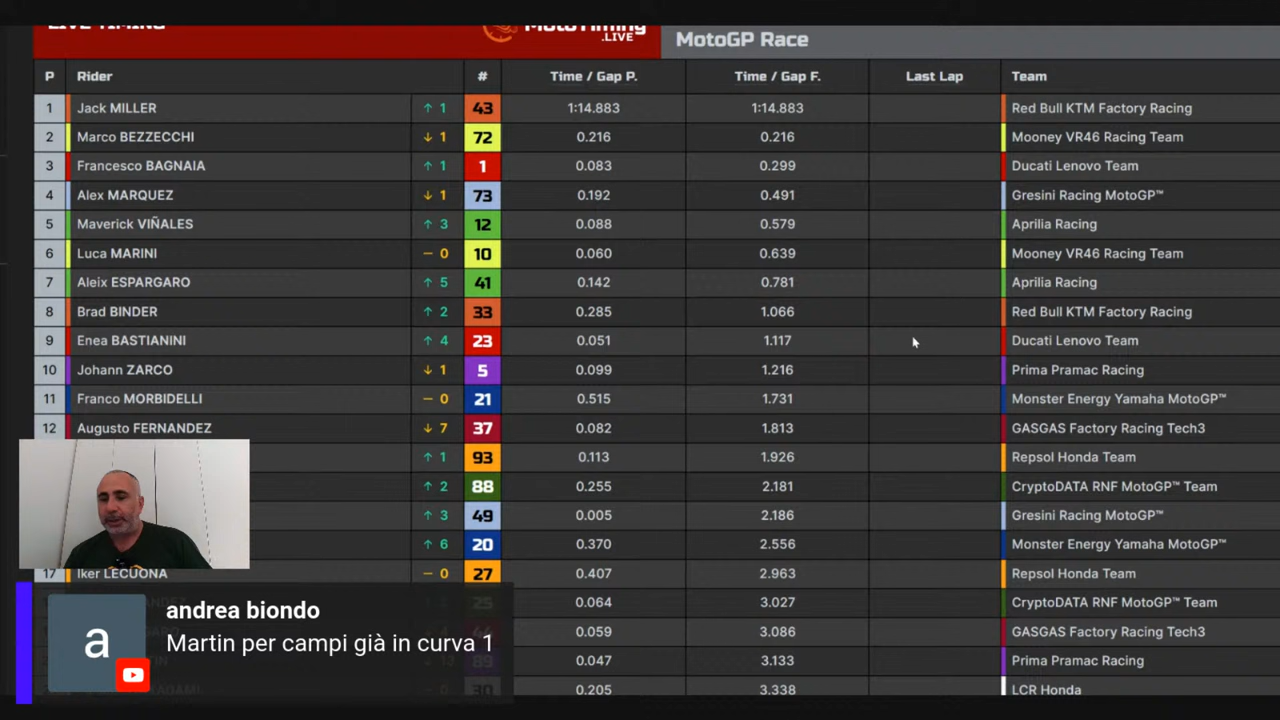 LIVE TIMING
MotoTiming
.LIVE
MotoGP Race
P Rider # Time / Gap P. Time / Gap F. Last Lap Team
1 Jack MILLER ↑ 1 43 1:14.883 1:14.883 Red Bull KTM Factory Racing
2 Marco BEZZECCHI ↓ 1 72 0.216 0.216 Mooney VR46 Racing Team
3 Francesco BAGNAIA ↑ 1 1 0.083 0.299 Ducati Lenovo Team
4 Alex MARQUEZ ↓ 1 73 0.192 0.491 Gresini Racing MotoGP™
5 Maverick VIÑALES ↑ 3 12 0.088 0.579 Aprilia Racing
6 Luca MARINI – 0 10 0.060 0.639 Mooney VR46 Racing Team
7 Aleix ESPARGARO ↑ 5 41 0.142 0.781 Aprilia Racing
8 Brad BINDER ↑ 2 33 0.285 1.066 Red Bull KTM Factory Racing
9 Enea BASTIANINI ↑ 4 23 0.051 1.117 Ducati Lenovo Team
10 Johann ZARCO ↓ 1 5 0.099 1.216 Prima Pramac Racing
11 Franco MORBIDELLI – 0 21 0.515 1.731 Monster Energy Yamaha MotoGP™
12 Augusto FERNANDEZ ↓ 7 37 0.082 1.813 GASGAS Factory Racing Tech3
↑ 1 93 0.113 1.926 Repsol Honda Team
↑ 2 88 0.255 2.181 CryptoDATA RNF MotoGP™ Team
↑ 3 49 0.005 2.186 Gresini Racing MotoGP™
↑ 6 20 0.370 2.556 Monster Energy Yamaha MotoGP™
17 Iker LECUONA – 0 27 0.407 2.963 Repsol Honda Team
25 0.064 3.027 CryptoDATA RNF MotoGP™ Team
44 0.059 3.086 GASGAS Factory Racing Tech3
89 0.047 3.133 Prima Pramac Racing
30 0.205 3.338 LCR Honda
a
andrea biondo
Martin per campi già in curva 1